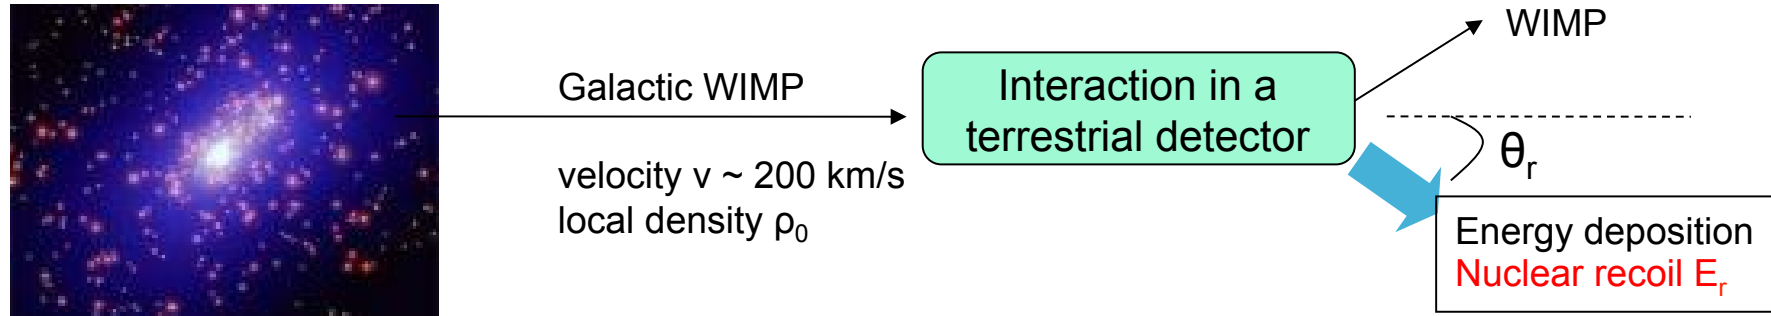 WIMP
Galactic WIMP
Interaction in a
terrestrial detector
velocity v ~ 200 km/s
local density ρ₀
θᵣ
Energy deposition
Nuclear recoil Eᵣ